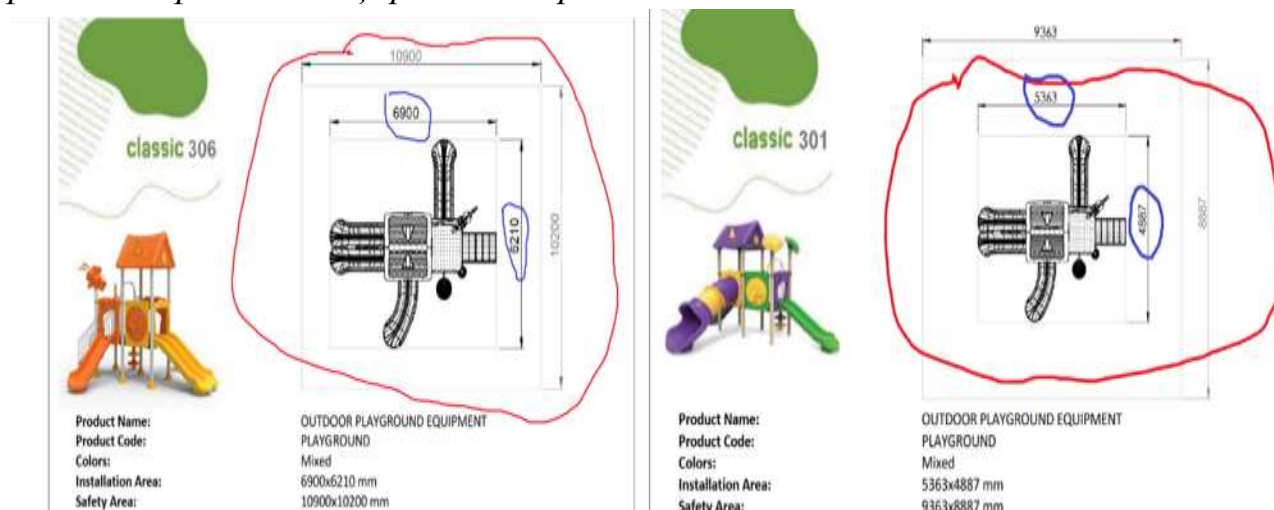 10900
6900
classic 306
6210
10200
Product Name: OUTDOOR PLAYGROUND EQUIPMENT
Product Code: PLAYGROUND
Colors: Mixed
Installation Area: 6900x6210 mm
Safety Area: 10900x10200 mm
9363
5363
classic 301
4887
8887
Product Name: OUTDOOR PLAYGROUND EQUIPMENT
Product Code: PLAYGROUND
Colors: Mixed
Installation Area: 5363x4887 mm
Safety Area: 9363x8887 mm